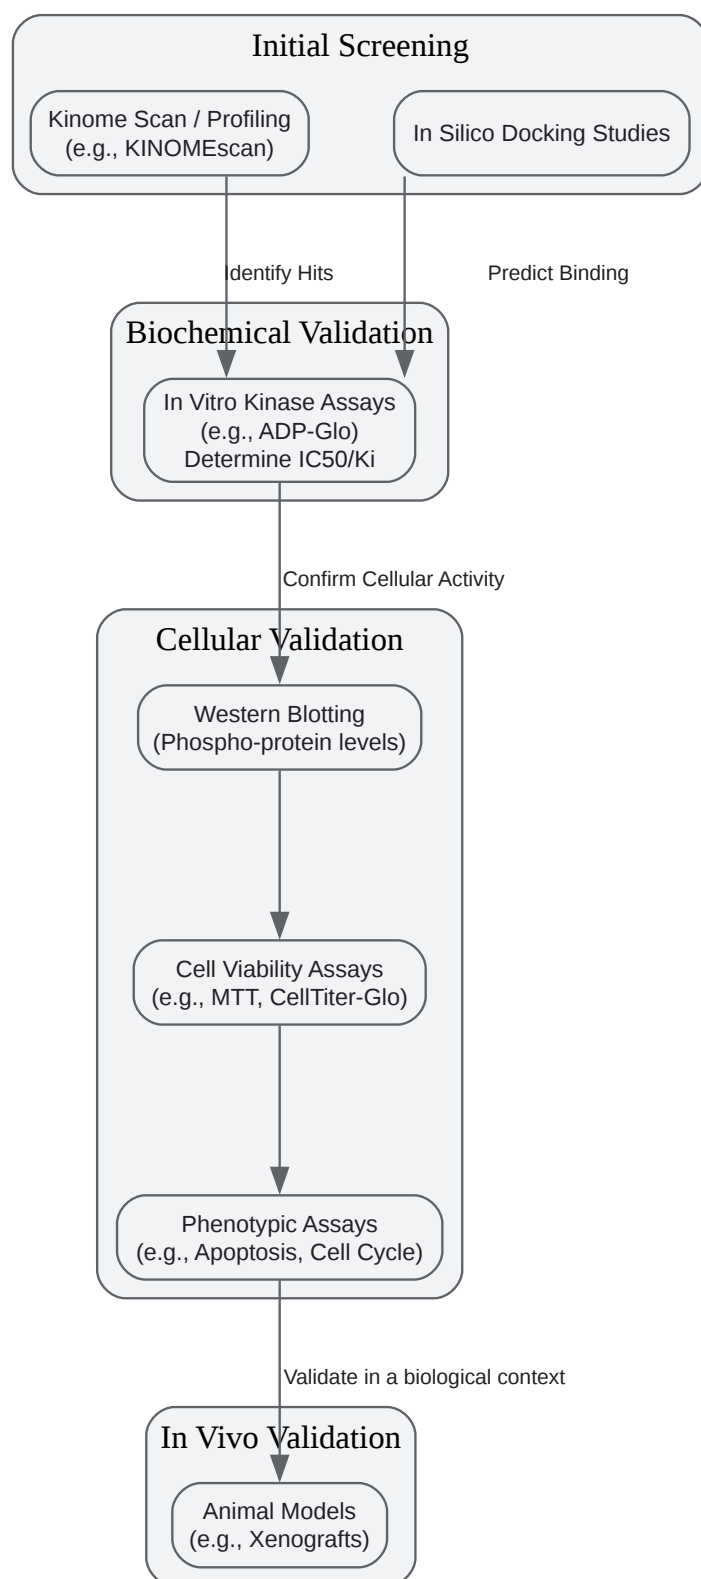 Initial Screening
Kinome Scan / Profiling
(e.g., KINOMEscan)
In Silico Docking Studies
Identify Hits
Predict Binding
Biochemical Validation
In Vitro Kinase Assays
(e.g., ADP-Glo)
Determine IC50/Ki
Confirm Cellular Activity
Cellular Validation
Western Blotting
(Phospho-protein levels)
Cell Viability Assays
(e.g., MTT, CellTiter-Glo)
Phenotypic Assays
(e.g., Apoptosis, Cell Cycle)
Validate in a biological context
In Vivo Validation
Animal Models
(e.g., Xenografts)